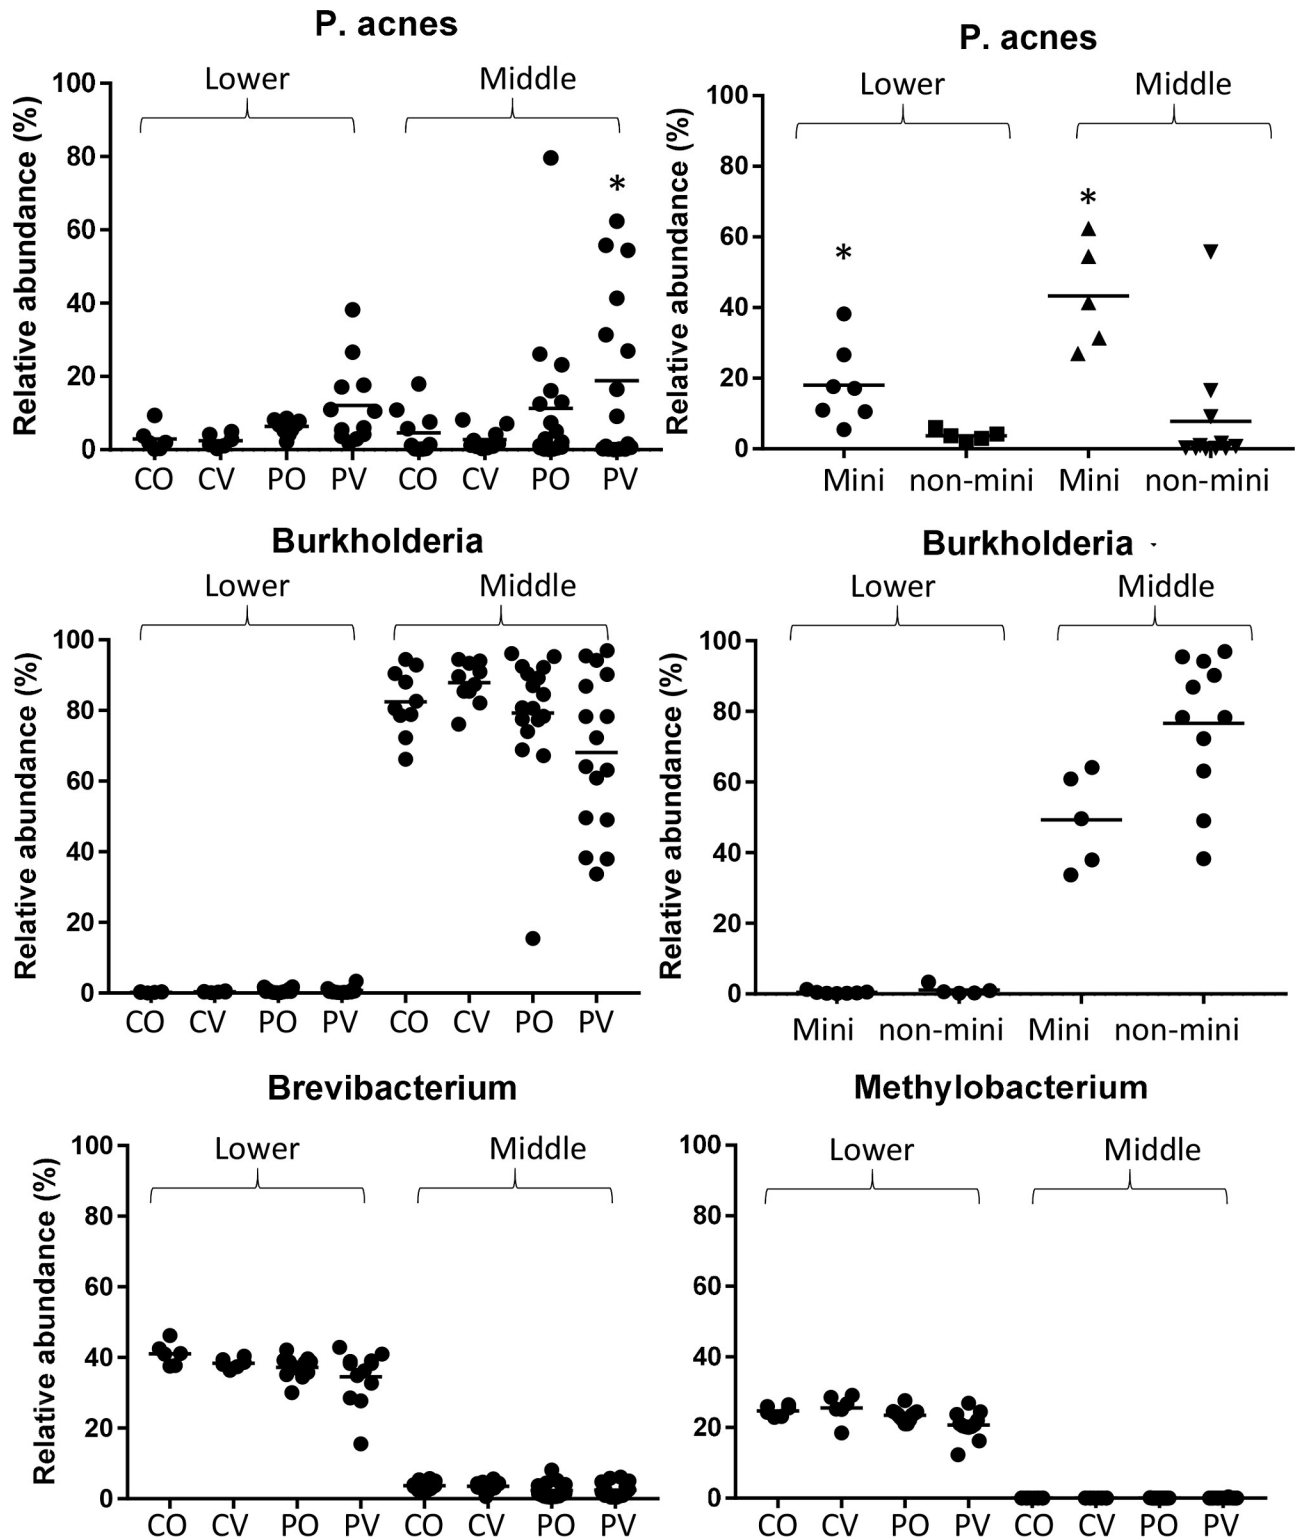 P. acnes
Lower Middle
Relative abundance (%)
100
80
60
40
20
0
*
CO CV PO PV CO CV PO PV
P. acnes
Lower Middle
Relative abundance (%)
100
80
60
40
20
0
* *
Mini non-mini Mini non-mini
Burkholderia
Lower Middle
Relative abundance (%)
100
80
60
40
20
0
CO CV PO PV CO CV PO PV
Burkholderia
Lower Middle
Relative abundance (%)
100
80
60
40
20
0
Mini non-mini Mini non-mini
Brevibacterium
Lower Middle
Relative abundance (%)
100
80
60
40
20
0
CO CV PO PV CO CV PO PV
Methylobacterium
Lower Middle
Relative abundance (%)
100
80
60
40
20
0
CO CV PO PV CO CV PO PV